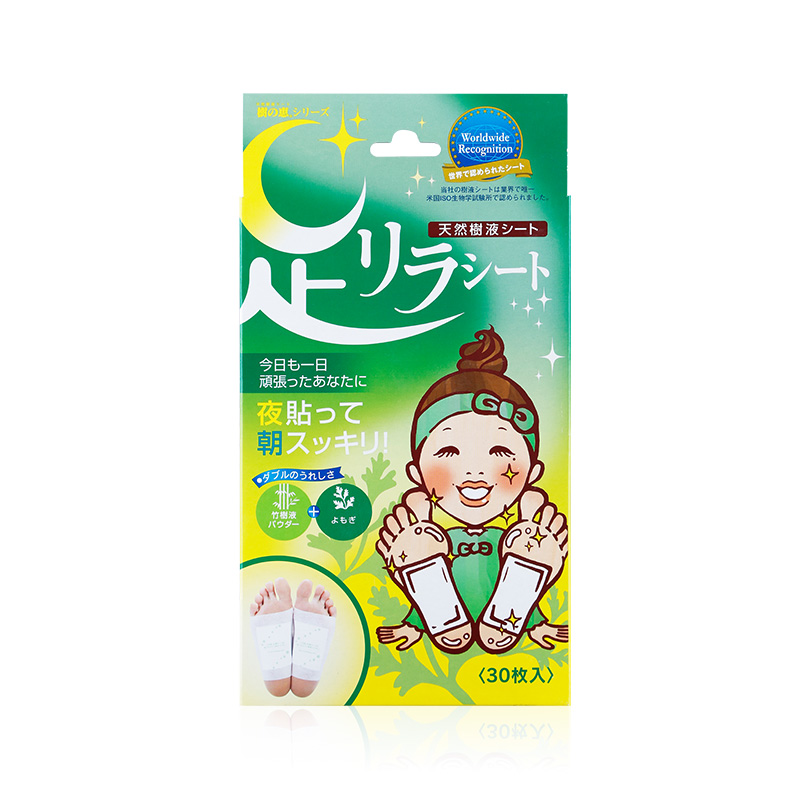 樹の恵シリーズ
Worldwide
Recognition
世界で認められたシート
当社の樹液シートは業界で唯一
米国ISO生物学試験所で認められました。
天然樹液シート
足リラシート
今日も一日
頑張ったあなたに
夜貼って
朝スッキリ!
●ダブルのうれしさ
竹樹液
パウダー
+
よもぎ
〈30枚入〉